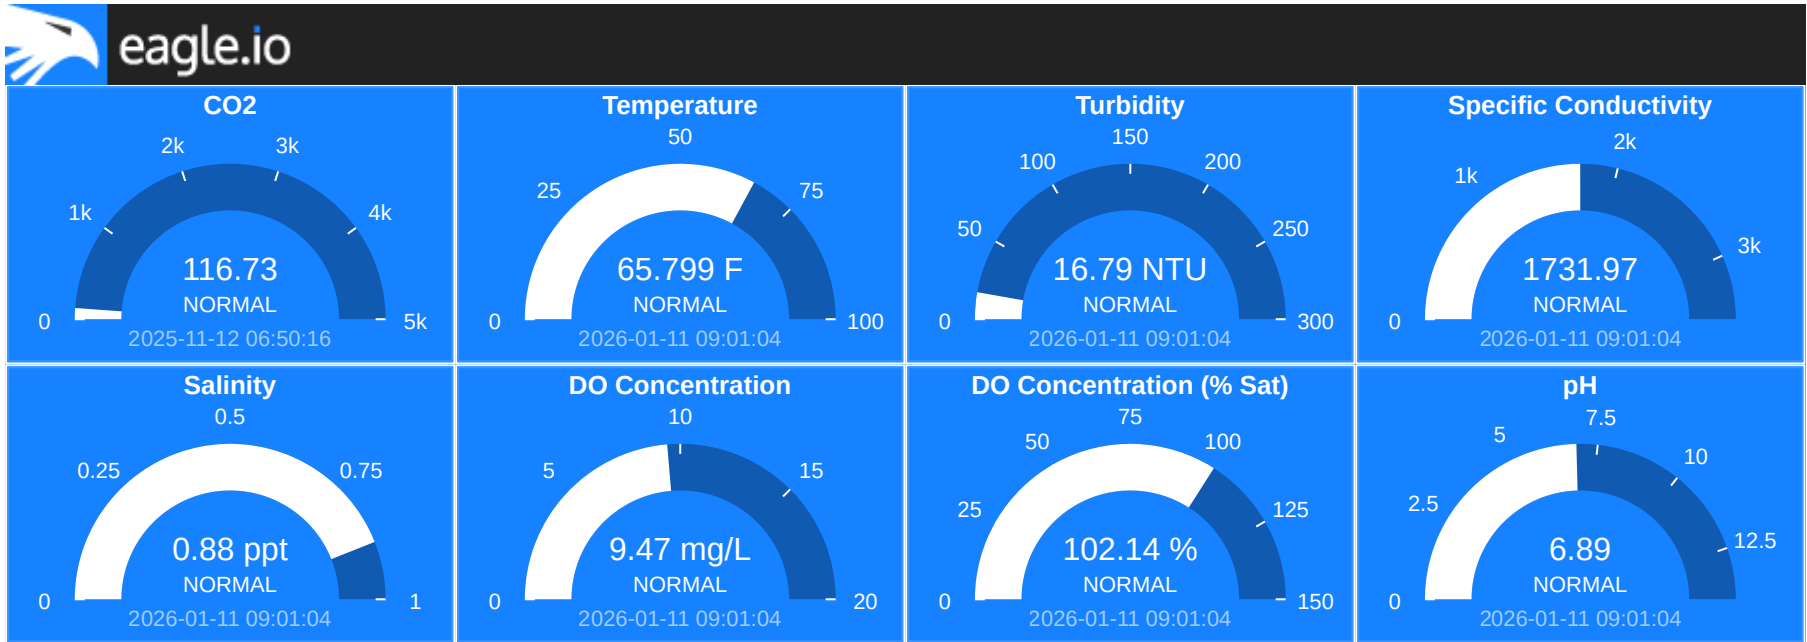 eagle.io
CO2
0
1k
2k
3k
4k
5k
116.73
NORMAL
2025-11-12 06:50:16
Temperature
0
25
50
75
100
65.799 F
NORMAL
2026-01-11 09:01:04
Turbidity
0
50
100
150
200
250
300
16.79 NTU
NORMAL
2026-01-11 09:01:04
Specific Conductivity
0
1k
2k
3k
1731.97
NORMAL
2026-01-11 09:01:04
Salinity
0
0.25
0.5
0.75
1
0.88 ppt
NORMAL
2026-01-11 09:01:04
DO Concentration
0
5
10
15
20
9.47 mg/L
NORMAL
2026-01-11 09:01:04
DO Concentration (% Sat)
0
25
50
75
100
125
150
102.14 %
NORMAL
2026-01-11 09:01:04
pH
0
2.5
5
7.5
10
12.5
6.89
NORMAL
2026-01-11 09:01:04